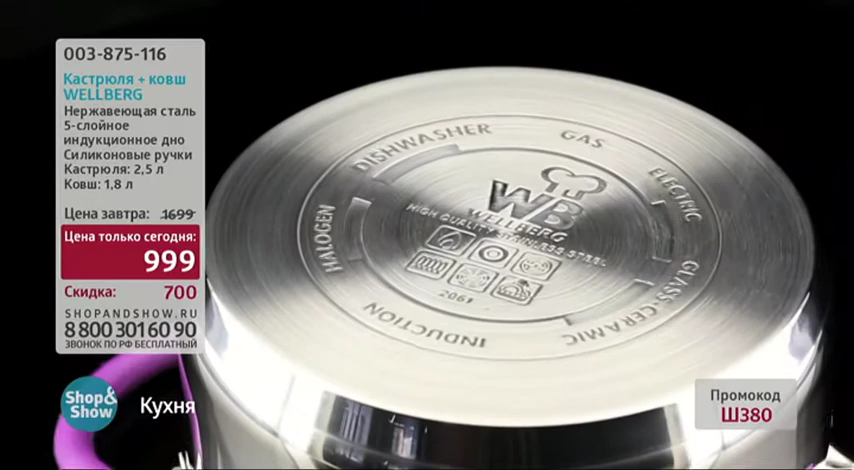 003-875-116
Кастрюля + ковш
WELLBERG
Нержавеющая сталь
5-слойное
индукционное дно
Силиконовые ручки
Кастрюля: 2,5 л
Ковш: 1,8 л
Цена завтра: 1699
Цена только сегодня:
999
Скидка: 700
SHOPANDSHOW.RU
8 800 301 60 90
ЗВОНОК ПО РФ БЕСПЛАТНЫЙ
Shop&
Show
Кухня
DISHWASHER
GAS
ELECTRIC
GLASS-CERAMIC
INDUCTION
HALOGEN
WB
WELLBERG
HIGH QUALITY STAINLESS STEEL
2061
Промокод
Ш380